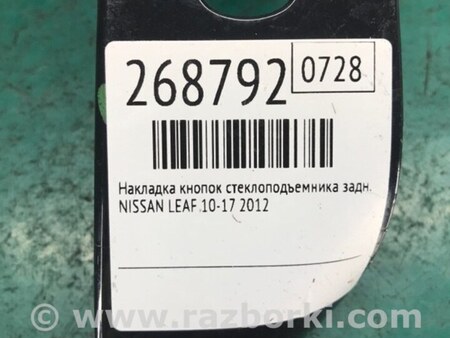 268792 0728
Накладка кнопок стеклоподъемника задн.
NISSAN LEAF 10-17 2012
© www.razborki.com